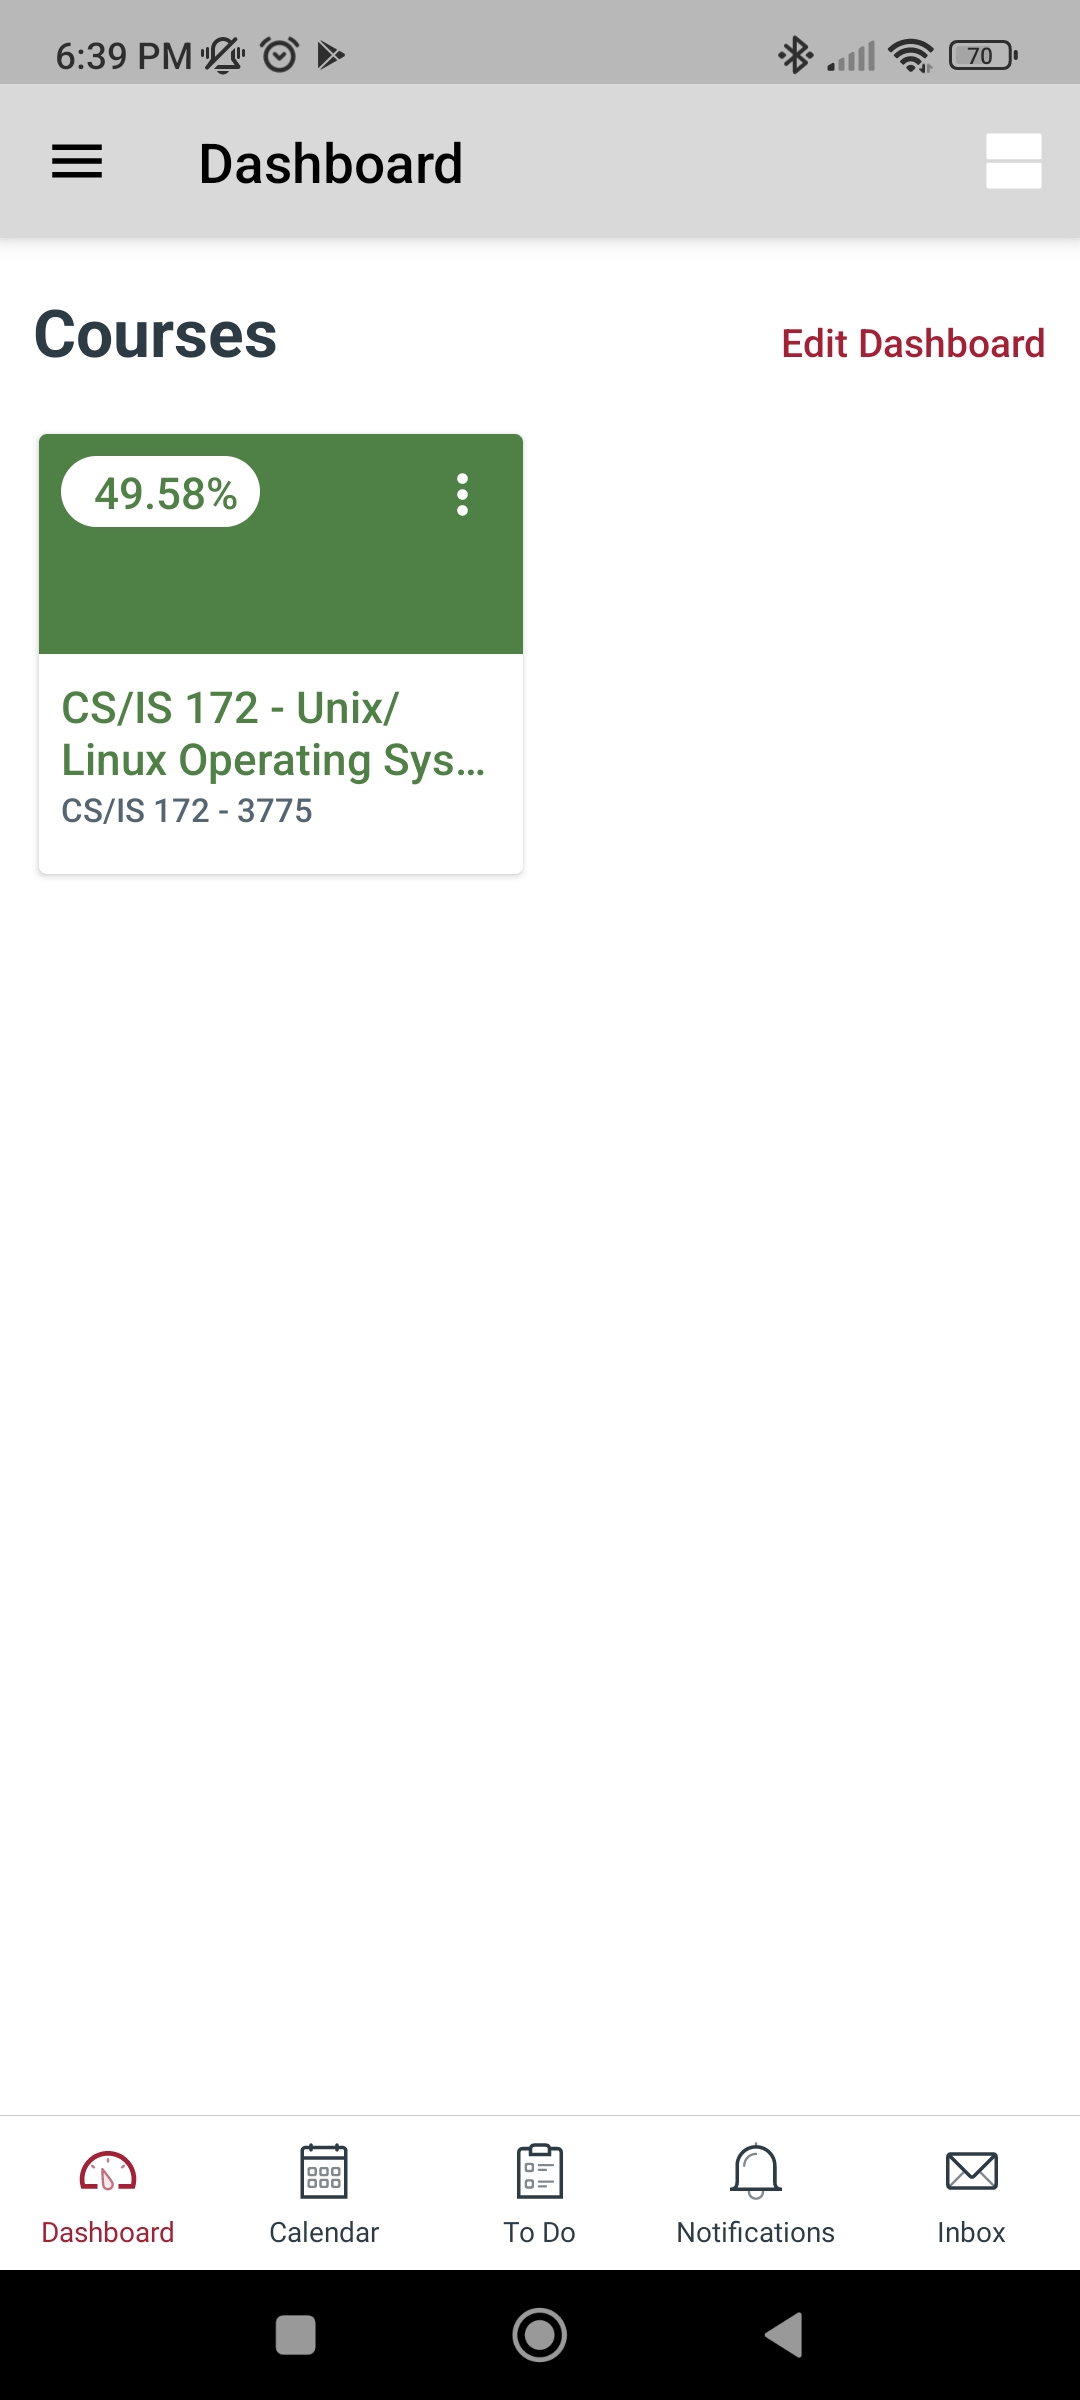 6:39 PM
70
Dashboard
Courses
Edit Dashboard
49.58%
CS/IS 172 - Unix/
Linux Operating Sys...
CS/IS 172 - 3775
Dashboard
Calendar
To Do
Notifications
Inbox